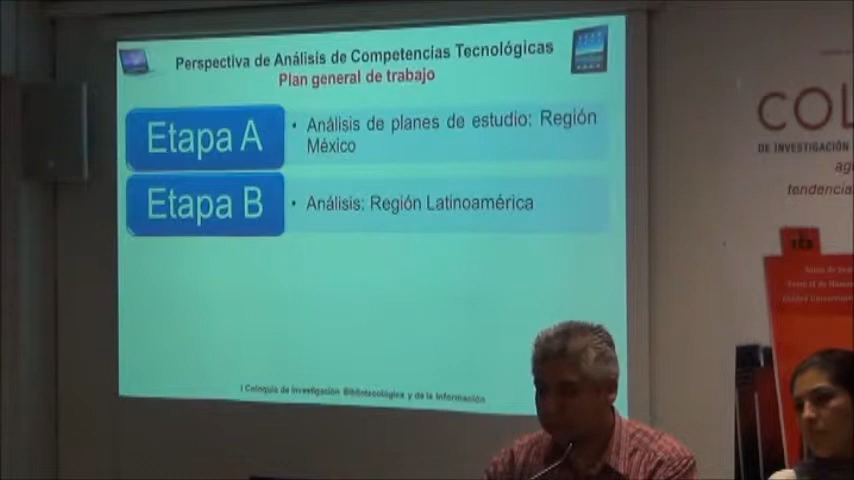 Perspectiva de Análisis de Competencias Tecnológicas
Plan general de trabajo
Etapa A
• Análisis de planes de estudio: Región
México
Etapa B
• Análisis: Región Latinoamérica
I Coloquio de Investigación Bibliotecológica y de la Información
COL
DE INVESTIGACIÓN
tendencia